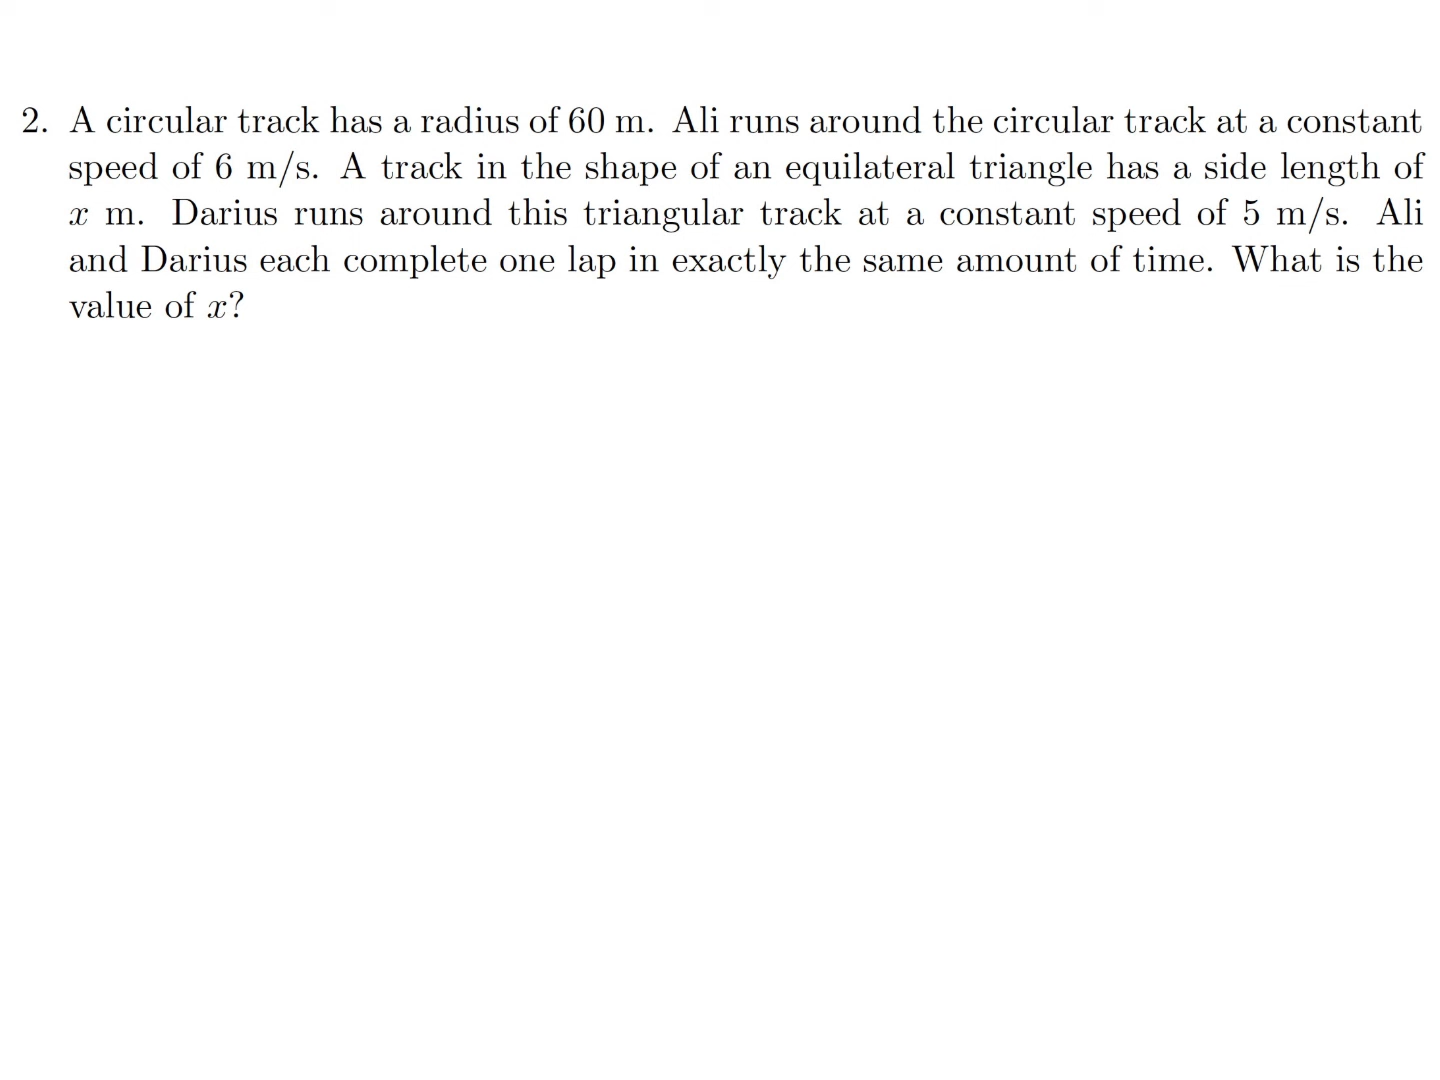 2. A circular track has a radius of 60 m. Ali runs around the circular track at a constant
speed of 6 m/s. A track in the shape of an equilateral triangle has a side length of
x m. Darius runs around this triangular track at a constant speed of 5 m/s. Ali
and Darius each complete one lap in exactly the same amount of time. What is the
value of x?